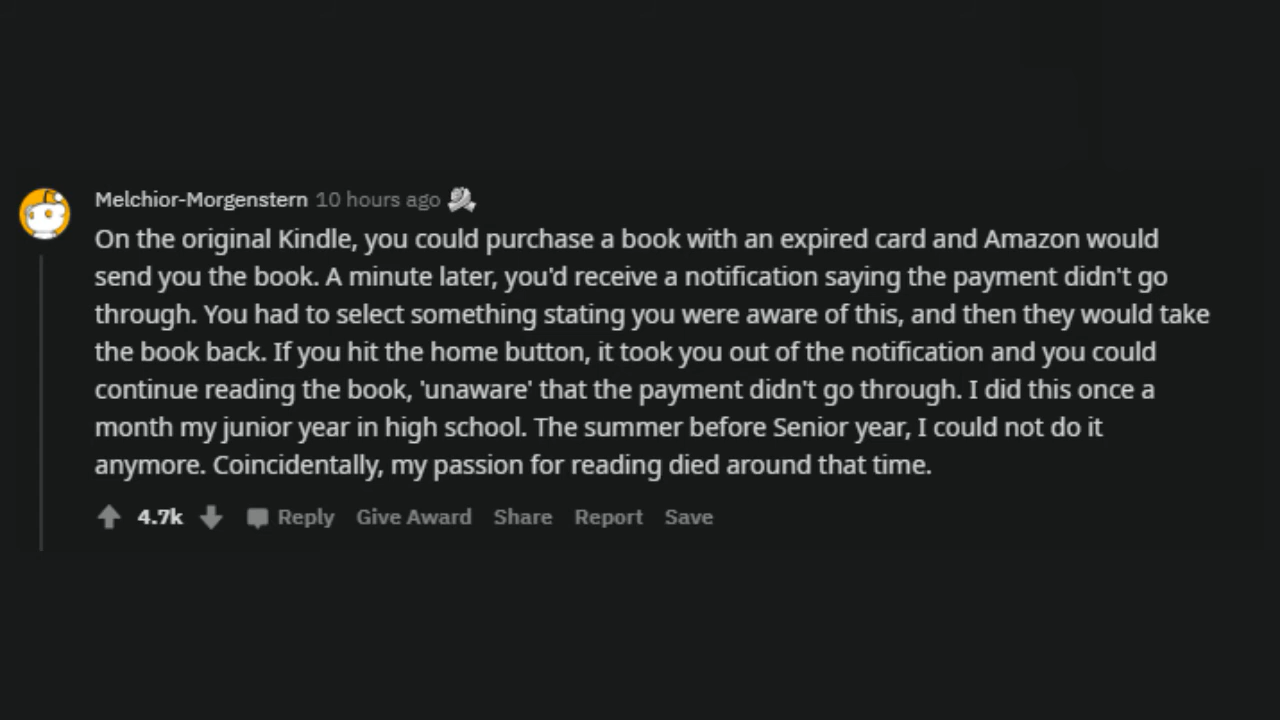 Melchior-Morgenstern 10 hours ago
On the original Kindle, you could purchase a book with an expired card and Amazon would
send you the book. A minute later, you'd receive a notification saying the payment didn't go
through. You had to select something stating you were aware of this, and then they would take
the book back. If you hit the home button, it took you out of the notification and you could
continue reading the book, 'unaware' that the payment didn't go through. I did this once a
month my junior year in high school. The summer before Senior year, I could not do it
anymore. Coincidentally, my passion for reading died around that time.
4.7k Reply Give Award Share Report Save